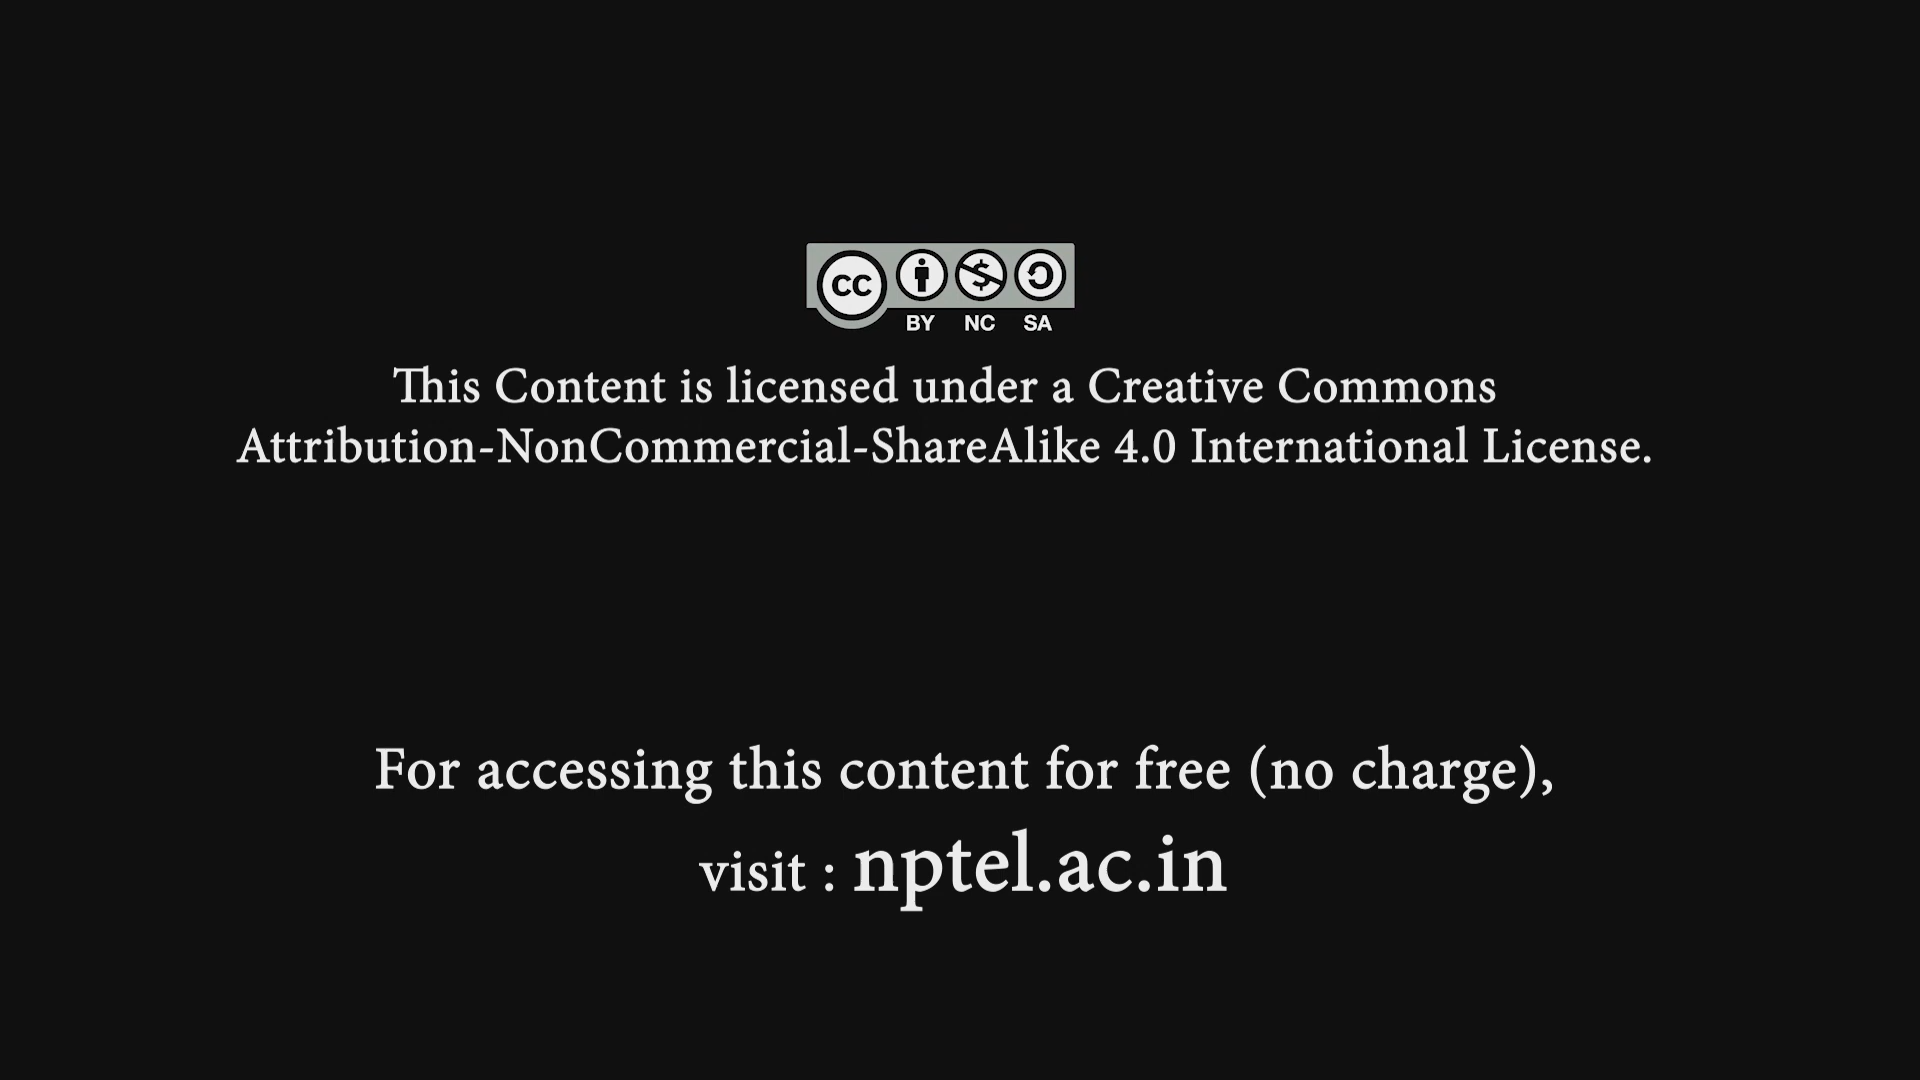 cc
BY NC SA
This Content is licensed under a Creative Commons
Attribution-NonCommercial-ShareAlike 4.0 International License.
For accessing this content for free (no charge),
visit : nptel.ac.in